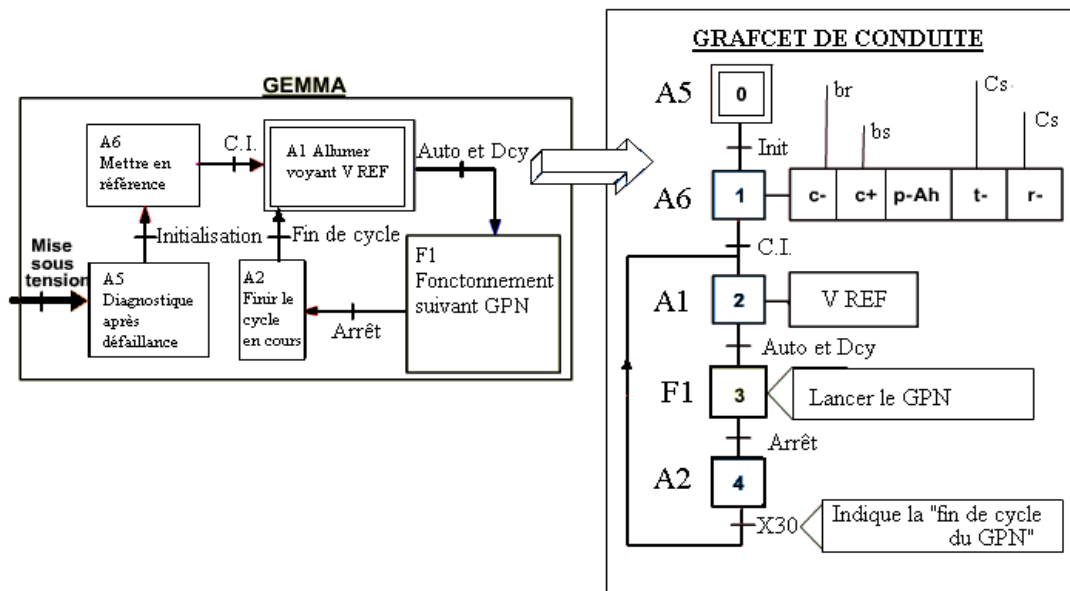 GEMMA
A6
Mettre en
référence
C.I.
A1 Allumer
voyant V REF
Auto et Dcy
Initialisation
Fin de cycle
Mise
sous
tension
A5
Diagnostique
après
défaillance
A2
Finir le
cycle
en cours
Arrêt
F1
Fonctonnement
suivant GPN
GRAFCET DE CONDUITE
A5
0
Init
br
bs
Cs
Cs
A6
1
c-
c+
p-Ah
t-
r-
C.I.
A1
2
V REF
Auto et Dcy
F1
3
Lancer le GPN
Arrêt
A2
4
X30
Indique la "fin de cycle
du GPN"